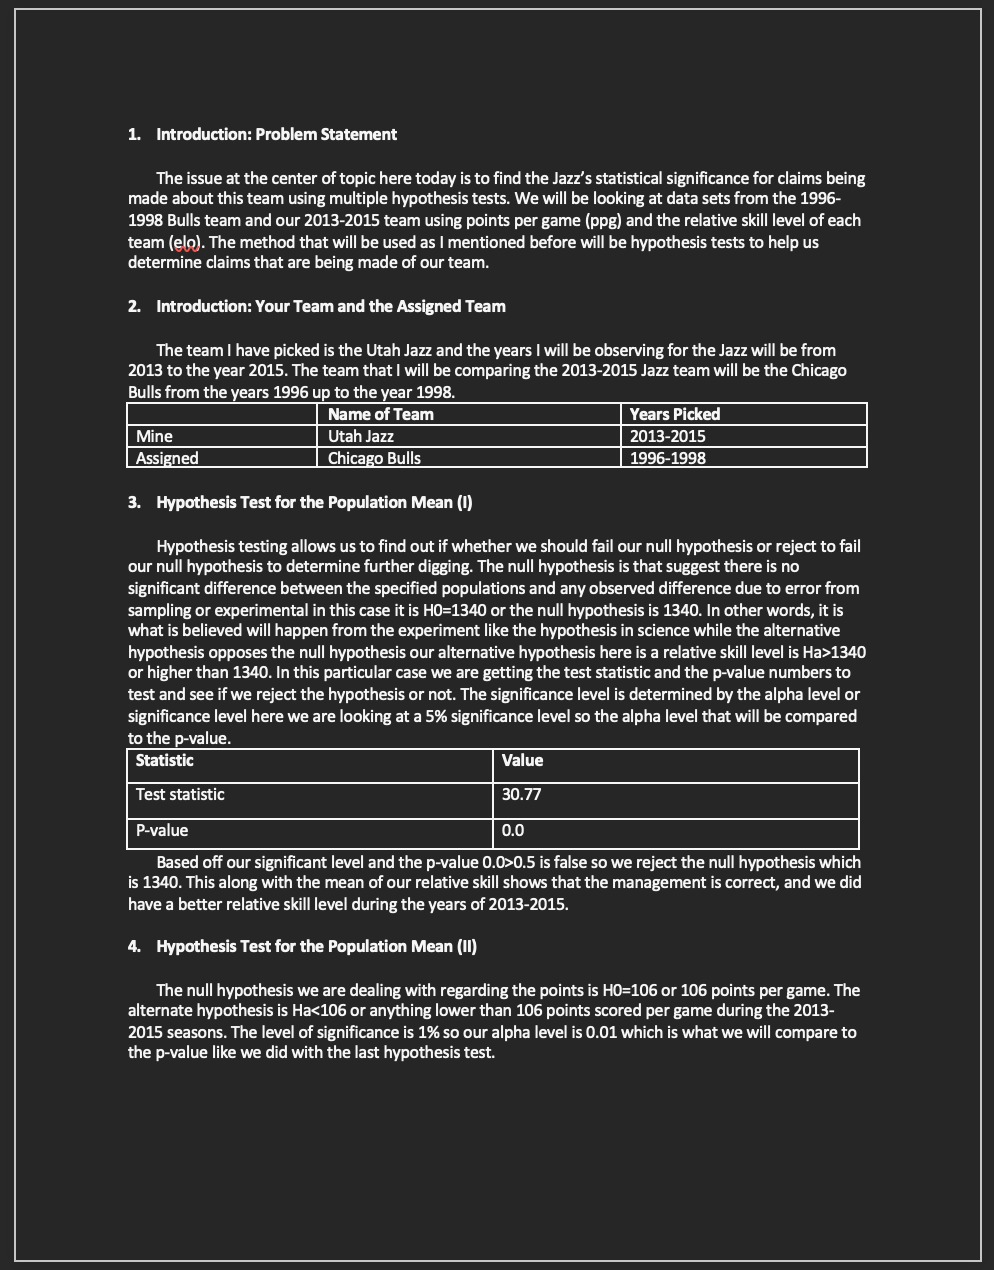 1. Introduction: Problem Statement
The issue at the center of topic here today is to find the Jazz's statistical significance for claims being
made about this team using multiple hypothesis tests. We will be looking at data sets from the 1996-
1998 Bulls team and our 2013-2015 team using points per game (ppg) and the relative skill level of each
team (elo). The method that will be used as I mentioned before will be hypothesis tests to help us
determine claims that are being made of our team.
2. Introduction: Your Team and the Assigned Team
The team I have picked is the Utah Jazz and the years I will be observing for the Jazz will be from
2013 to the year 2015. The team that I will be comparing the 2013-2015 Jazz team will be the Chicago
Bulls from the years 1996 up to the year 1998.
Name of Team Years Picked
Mine Utah Jazz 2013-2015
Assigned Chicago Bulls 1996-1998
3. Hypothesis Test for the Population Mean (I)
Hypothesis testing allows us to find out if whether we should fail our null hypothesis or reject to fail
our null hypothesis to determine further digging. The null hypothesis is that suggest there is no
significant difference between the specified populations and any observed difference due to error from
sampling or experimental in this case it is H0=1340 or the null hypothesis is 1340. In other words, it is
what is believed will happen from the experiment like the hypothesis in science while the alternative
hypothesis opposes the null hypothesis our alternative hypothesis here is a relative skill level is Ha>1340
or higher than 1340. In this particular case we are getting the test statistic and the p-value numbers to
test and see if we reject the hypothesis or not. The significance level is determined by the alpha level or
significance level here we are looking at a 5% significance level so the alpha level that will be compared
to the p-value.
Statistic Value
Test statistic 30.77
P-value 0.0
Based off our significant level and the p-value 0.0>0.5 is false so we reject the null hypothesis which
is 1340. This along with the mean of our relative skill shows that the management is correct, and we did
have a better relative skill level during the years of 2013-2015.
4. Hypothesis Test for the Population Mean (II)
The null hypothesis we are dealing with regarding the points is H0=106 or 106 points per game. The
alternate hypothesis is Ha<106 or anything lower than 106 points scored per game during the 2013-
2015 seasons. The level of significance is 1% so our alpha level is 0.01 which is what we will compare to
the p-value like we did with the last hypothesis test.